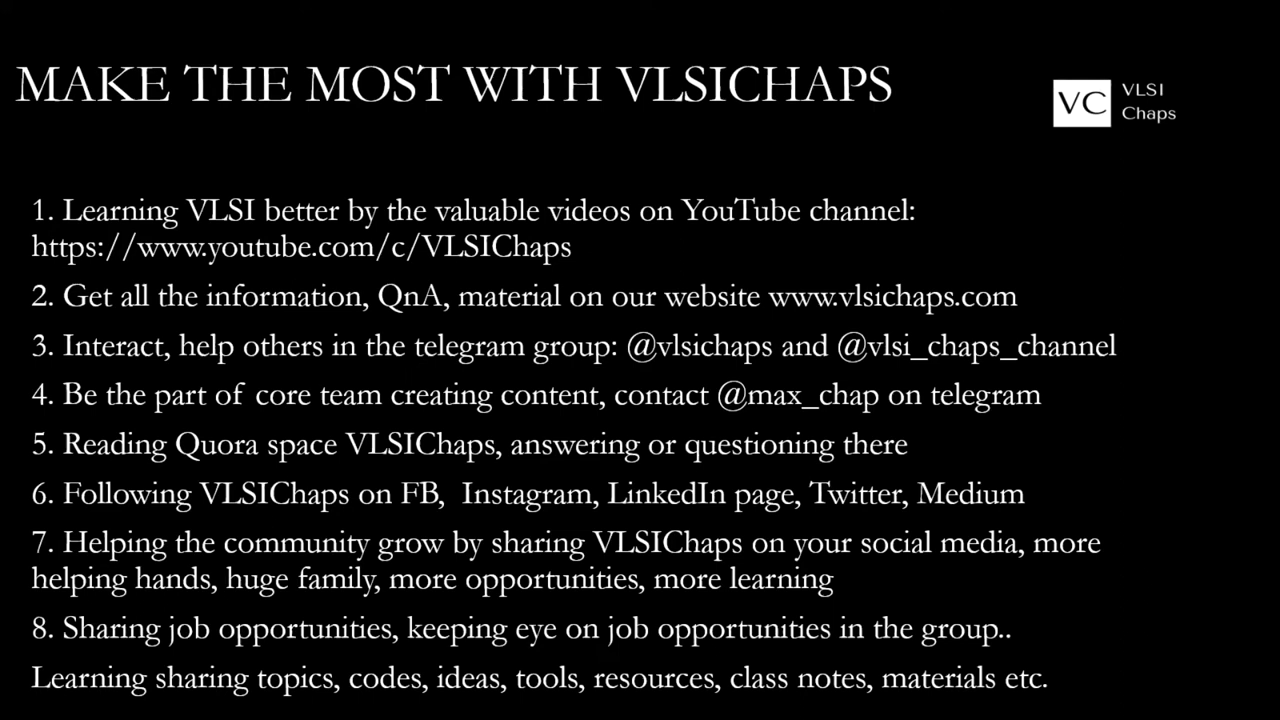 MAKE THE MOST WITH VLSICHAPS
VC
VLSI
Chaps
1. Learning VLSI better by the valuable videos on YouTube channel:
https://www.youtube.com/c/VLSIChaps
2. Get all the information, QnA, material on our website www.vlsichaps.com
3. Interact, help others in the telegram group: @vlsichaps and @vlsi_chaps_channel
4. Be the part of core team creating content, contact @max_chap on telegram
5. Reading Quora space VLSIChaps, answering or questioning there
6. Following VLSIChaps on FB,  Instagram, LinkedIn page, Twitter, Medium
7. Helping the community grow by sharing VLSIChaps on your social media, more
helping hands, huge family, more opportunities, more learning
8. Sharing job opportunities, keeping eye on job opportunities in the group..
Learning sharing topics, codes, ideas, tools, resources, class notes, materials etc.